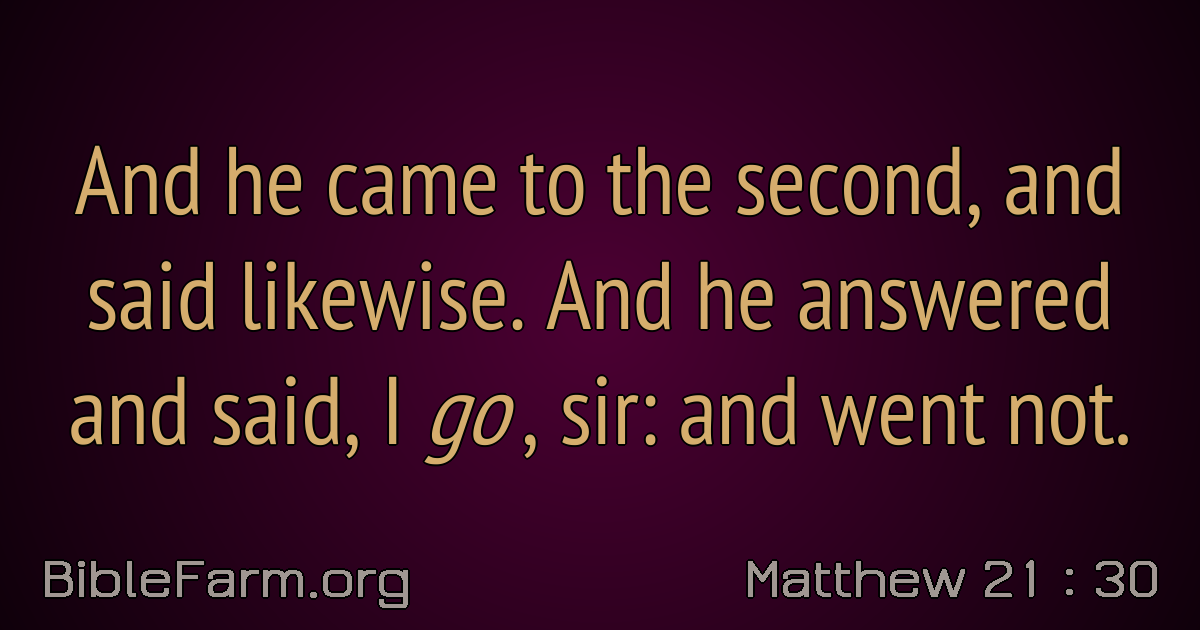 And he came to the second, and
said likewise. And he answered
and said, I go, sir: and went not.
BibleFarm.org
Matthew 21 : 30